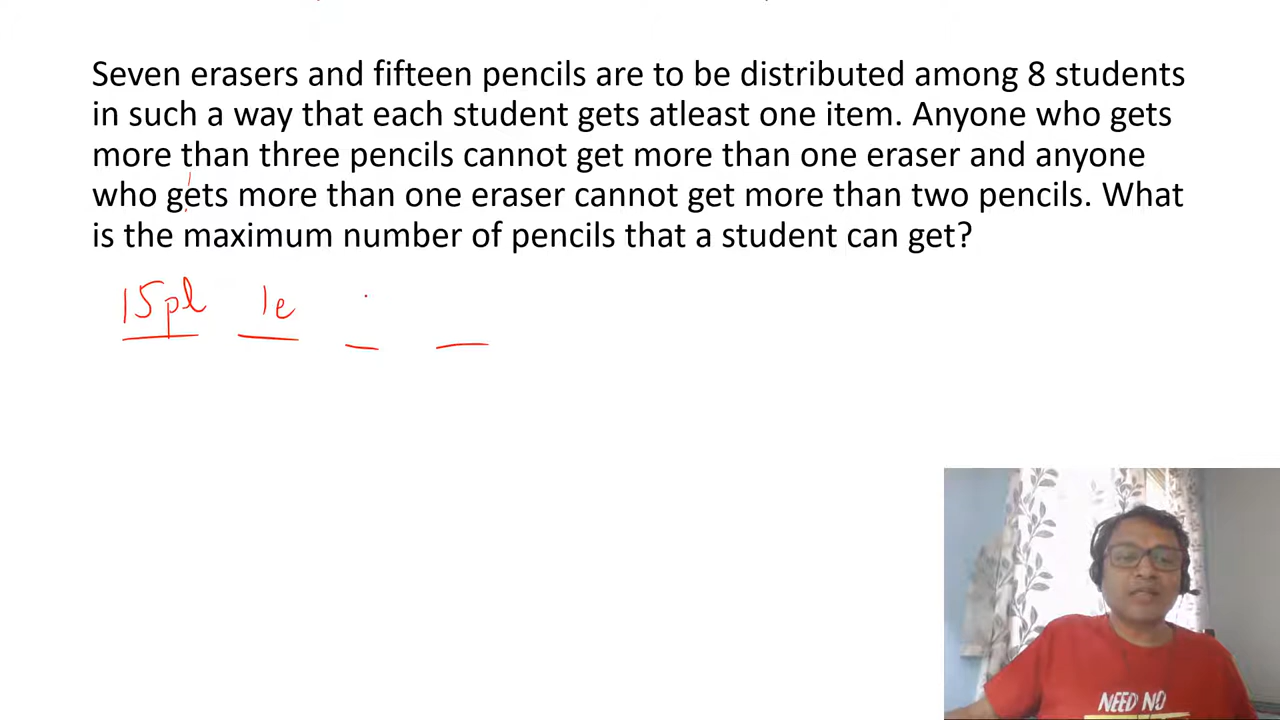 Seven erasers and fifteen pencils are to be distributed among 8 students
in such a way that each student gets atleast one item. Anyone who gets
more than three pencils cannot get more than one eraser and anyone
who gets more than one eraser cannot get more than two pencils. What
is the maximum number of pencils that a student can get?
15pl 1e
NEED NO